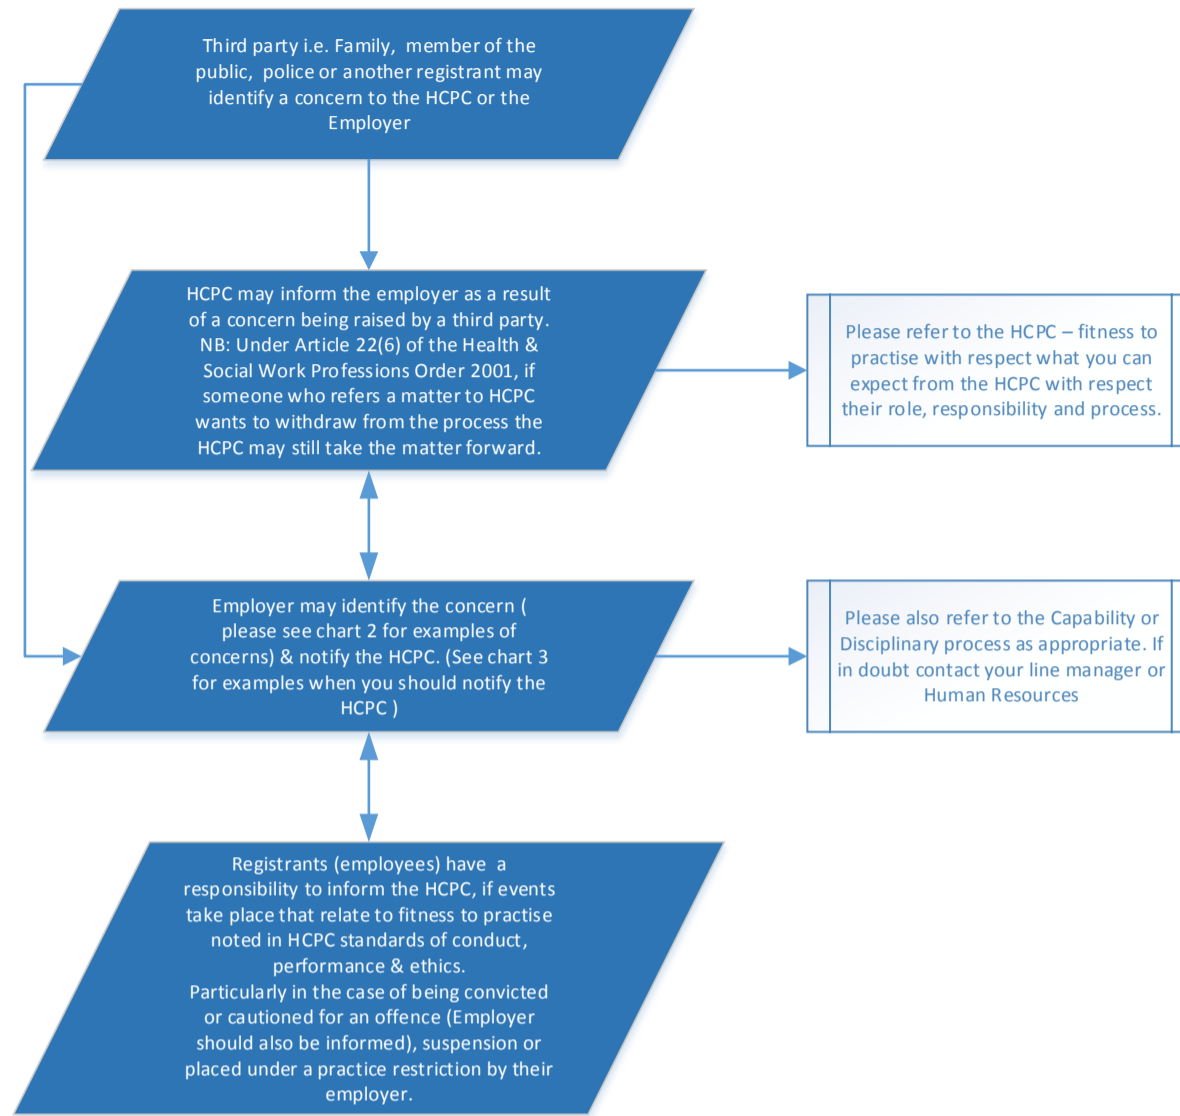 Third party i.e. Family,  member of the
public,  police or another registrant may
identify a concern to the HCPC or the
Employer
HCPC may inform the employer as a result
of a concern being raised by a third party.
NB: Under Article 22(6) of the Health &
Social Work Professions Order 2001, if
someone who refers a matter to HCPC
wants to withdraw from the process the
HCPC may still take the matter forward.
Please refer to the HCPC – fitness to
practise with respect what you can
expect from the HCPC with respect
their role, responsibility and process.
Employer may identify the concern (
please see chart 2 for examples of
concerns) & notify the HCPC. (See chart 3
for examples when you should notify the
HCPC )
Please also refer to the Capability or
Disciplinary process as appropriate. If
in doubt contact your line manager or
Human Resources
Registrants (employees) have  a
responsibility to inform the HCPC, if events
take place that relate to fitness to practise
noted in HCPC standards of conduct,
performance & ethics.
Particularly in the case of being convicted
or cautioned for an offence (Employer
should also be informed), suspension or
placed under a practice restriction by their
employer.